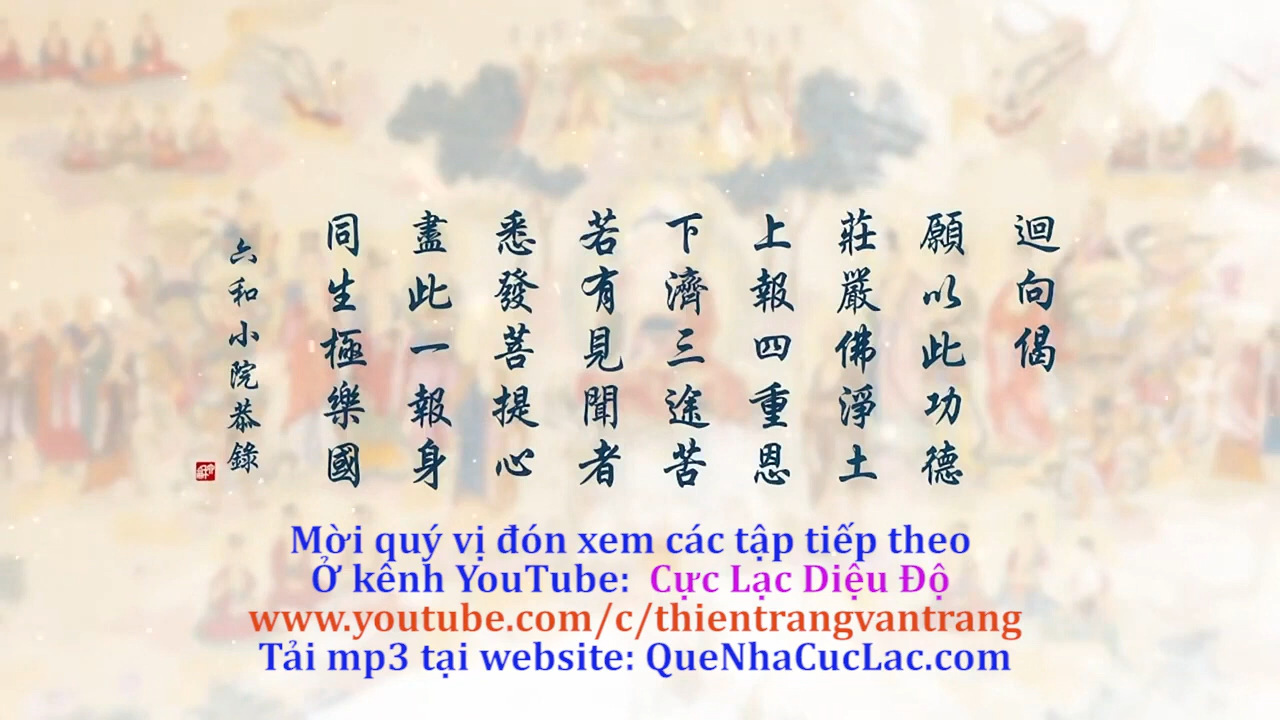 迴向偈
願以此功德
莊嚴佛淨土
上報四重恩
下濟三途苦
若有見聞者
悉發菩提心
盡此一報身
同生極樂國
六和小院恭錄
Mời quý vị đón xem các tập tiếp theo
Ở kênh YouTube: Cực Lạc Diệu Độ
www.youtube.com/c/thientrangvantrang
Tải mp3 tại website: QueNhaCucLac.com